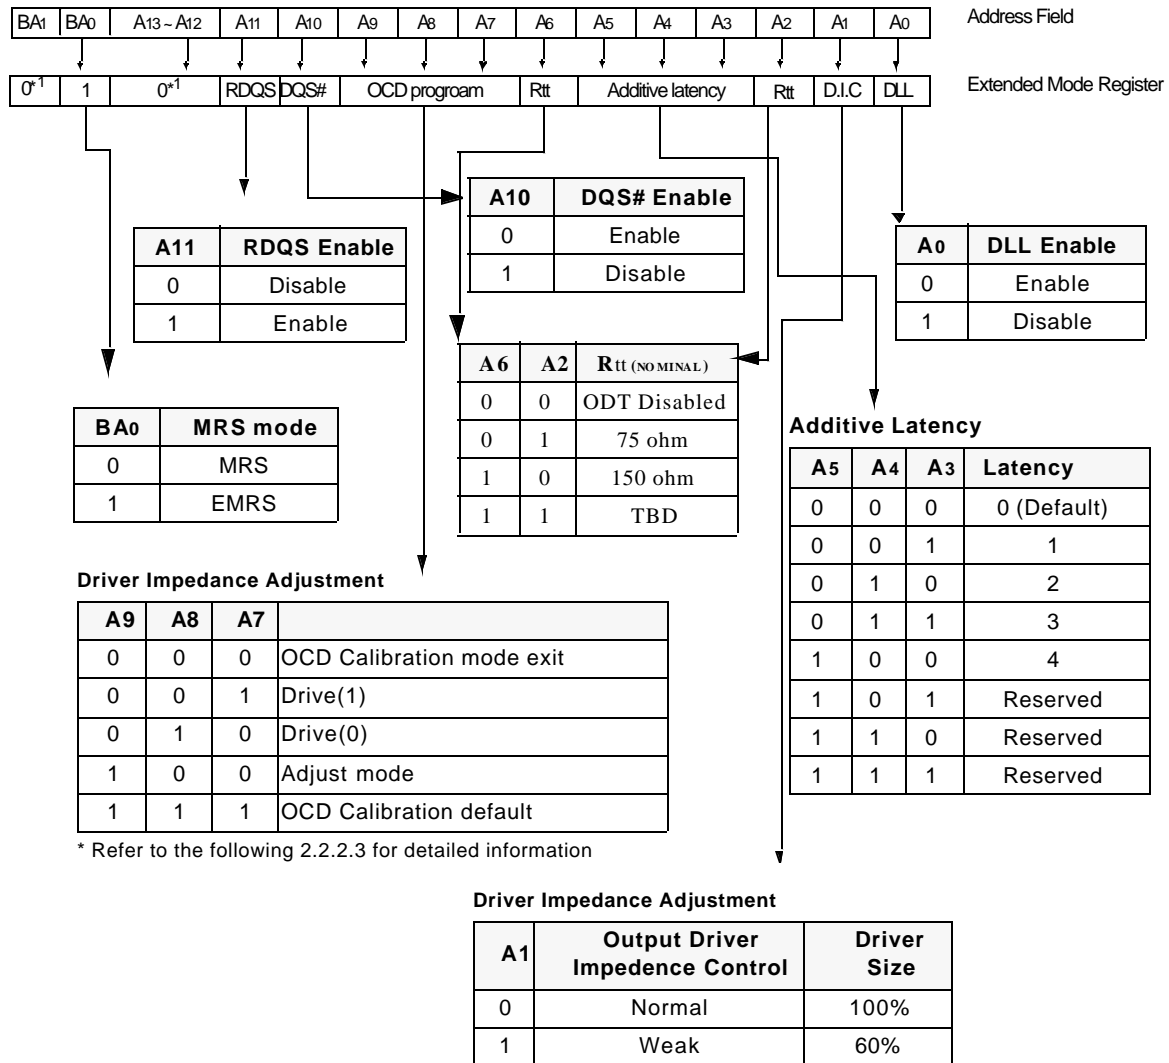 BA1 BA0 A13 ~ A12 A11 A10 A9 A8 A7 A6 A5 A4 A3 A2 A1 A0 Address Field
0*1 1 0*1 RDQS DQS# OCD progroam Rtt Additive latency Rtt D.I.C DLL Extended Mode Register
A10 DQS# Enable
0 Enable
1 Disable
A11 RDQS Enable
0 Disable
1 Enable
A0 DLL Enable
0 Enable
1 Disable
A6 A2 Rtt (NOMINAL)
0 0 ODT Disabled
0 1 75 ohm
1 0 150 ohm
1 1 TBD
BA0 MRS mode
0 MRS
1 EMRS
Additive Latency
A5 A4 A3 Latency
0 0 0 0 (Default)
0 0 1 1
0 1 0 2
0 1 1 3
1 0 0 4
1 0 1 Reserved
1 1 0 Reserved
1 1 1 Reserved
Driver Impedance Adjustment
A9 A8 A7
0 0 0 OCD Calibration mode exit
0 0 1 Drive(1)
0 1 0 Drive(0)
1 0 0 Adjust mode
1 1 1 OCD Calibration default
* Refer to the following 2.2.2.3 for detailed information
Driver Impedance Adjustment
A1 Output Driver Impedence Control Driver Size
0 Normal 100%
1 Weak 60%